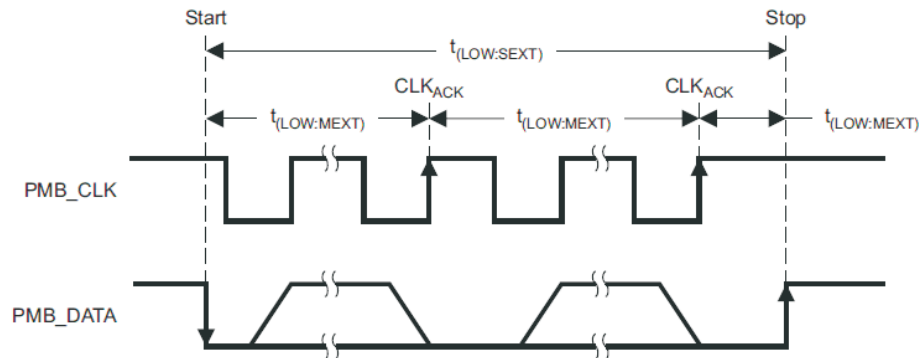 Start Stop
t(LOW:SEXT)
CLKACK CLKACK
t(LOW:MEXT) t(LOW:MEXT) t(LOW:MEXT)
PMB_CLK
PMB_DATA